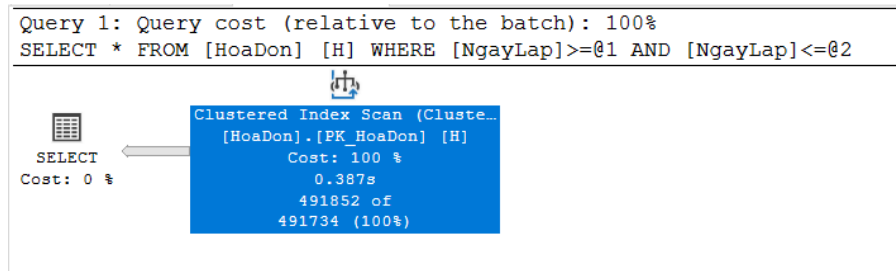 Query 1: Query cost (relative to the batch): 100%
SELECT * FROM [HoaDon] [H] WHERE [NgayLap]>=@1 AND [NgayLap]<=@2
Clustered Index Scan (Cluste…
[HoaDon].[PK_HoaDon] [H]
Cost: 100 %
0.387s
491852 of
491734 (100%)
SELECT
Cost: 0 %